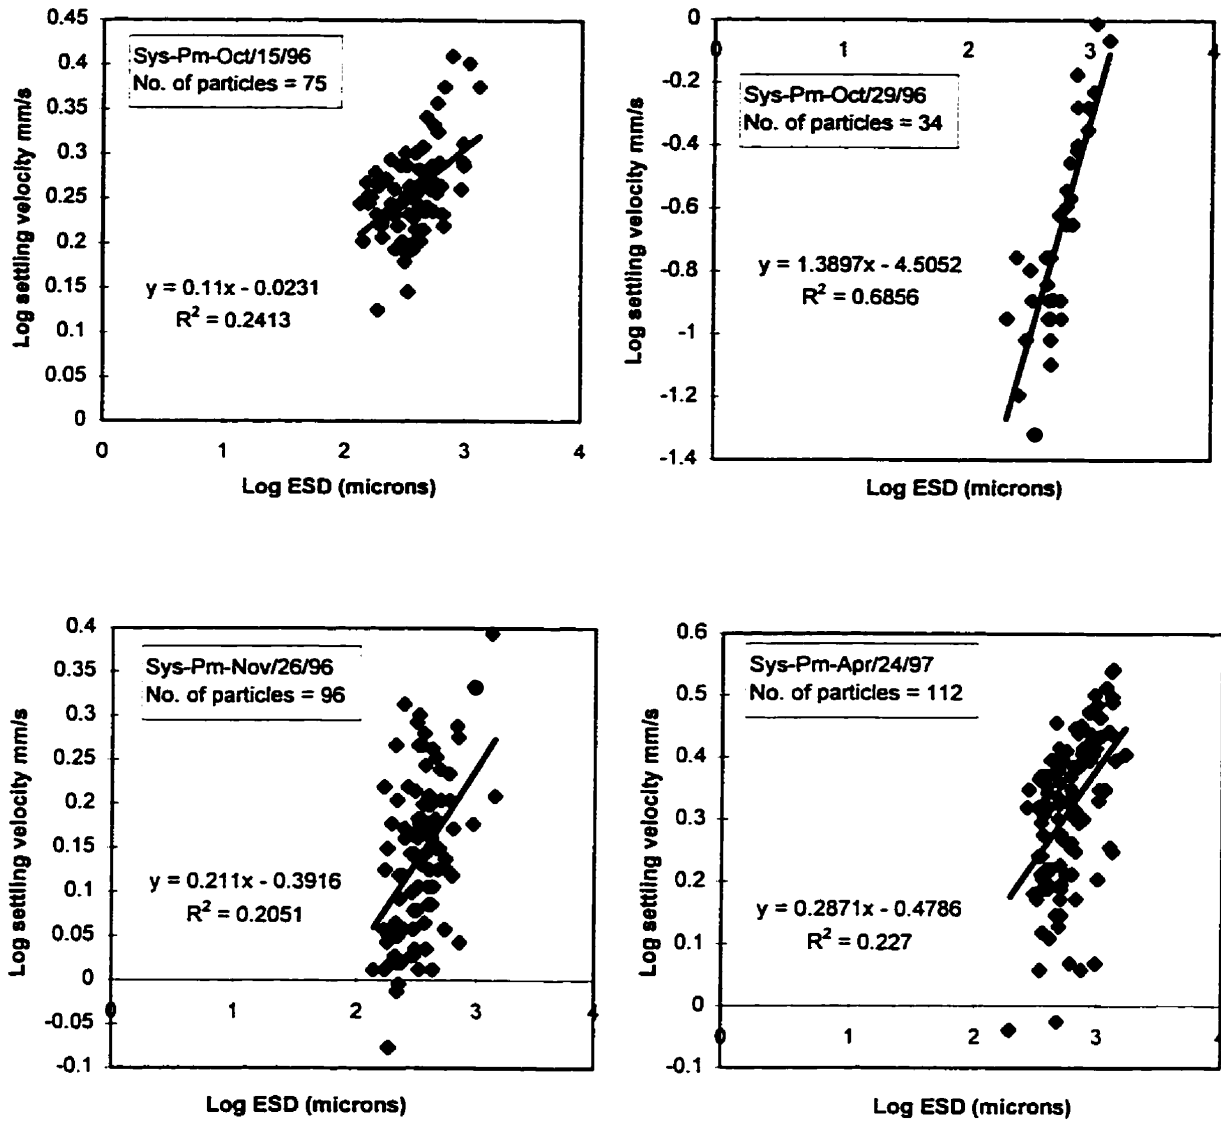 0.45
0.4
0.35
0.3
0.25
0.2
0.15
0.1
0.05
0
Log settling velocity mm/s
Sys-Pm-Oct/15/96
No. of particles = 75
y = 0.11x - 0.0231
R² = 0.2413
0 1 2 3 4
Log ESD (microns)
0
-0.2
-0.4
-0.6
-0.8
-1
-1.2
-1.4
Log settling velocity mm/s
0 1 2 3 4
Sys-Pm-Oct/29/96
No. of particles = 34
y = 1.3897x - 4.5052
R² = 0.6856
Log ESD (microns)
0.4
0.35
0.3
0.25
0.2
0.15
0.1
0.05
0
-0.05
-0.1
Log settling velocity mm/s
Sys-Pm-Nov/26/96
No. of particles = 96
y = 0.211x - 0.3916
R² = 0.2051
0 1 2 3 4
Log ESD (microns)
0.6
0.5
0.4
0.3
0.2
0.1
0
-0.1
Log settling velocity mm/s
Sys-Pm-Apr/24/97
No. of particles = 112
y = 0.2871x - 0.4786
R² = 0.227
0 1 2 3 4
Log ESD (microns)